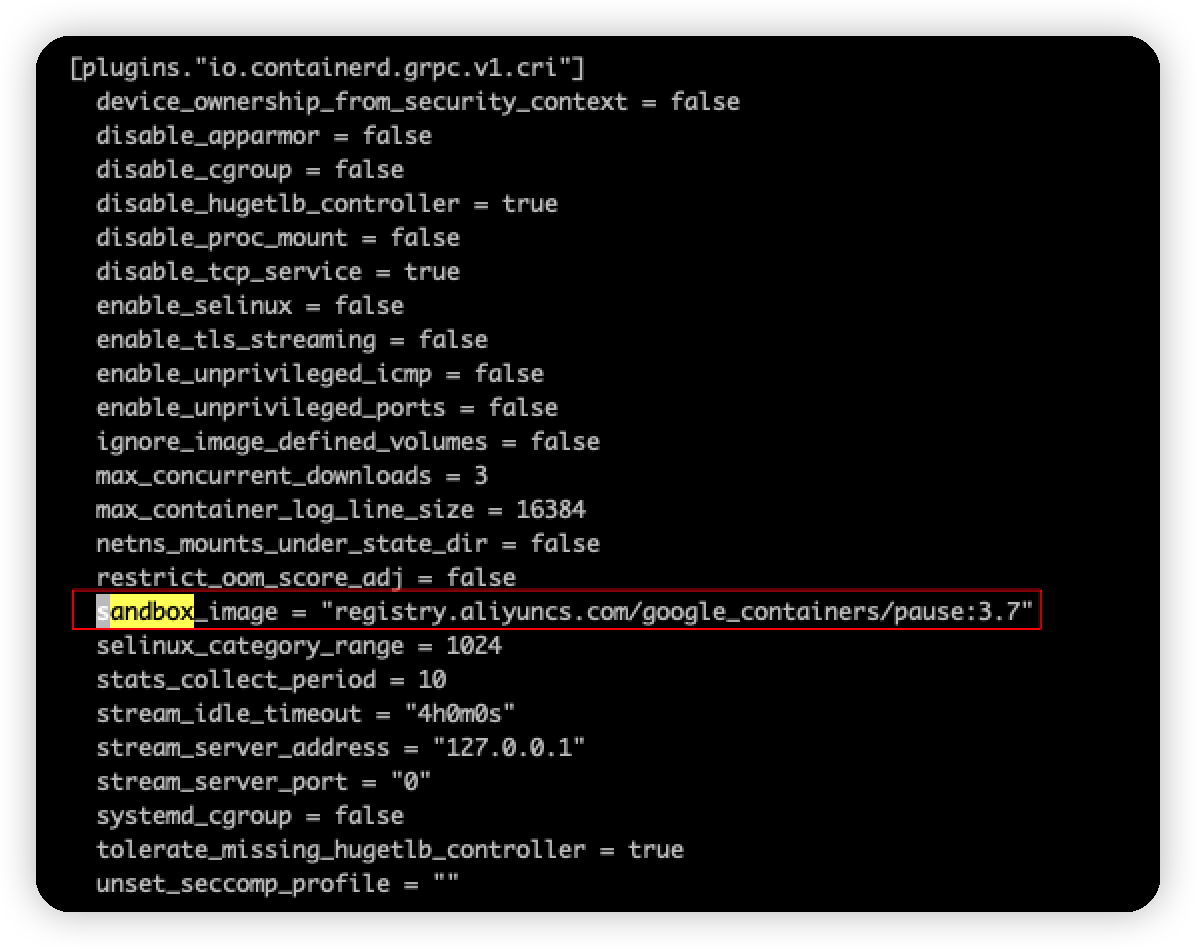 [plugins."io.containerd.grpc.v1.cri"]
device_ownership_from_security_context = false
disable_apparmor = false
disable_cgroup = false
disable_hugetlb_controller = true
disable_proc_mount = false
disable_tcp_service = true
enable_selinux = false
enable_tls_streaming = false
enable_unprivileged_icmp = false
enable_unprivileged_ports = false
ignore_image_defined_volumes = false
max_concurrent_downloads = 3
max_container_log_line_size = 16384
netns_mounts_under_state_dir = false
restrict_oom_score_adj = false
sandbox_image = "registry.aliyuncs.com/google_containers/pause:3.7"
selinux_category_range = 1024
stats_collect_period = 10
stream_idle_timeout = "4h0m0s"
stream_server_address = "127.0.0.1"
stream_server_port = "0"
systemd_cgroup = false
tolerate_missing_hugetlb_controller = true
unset_seccomp_profile = ""